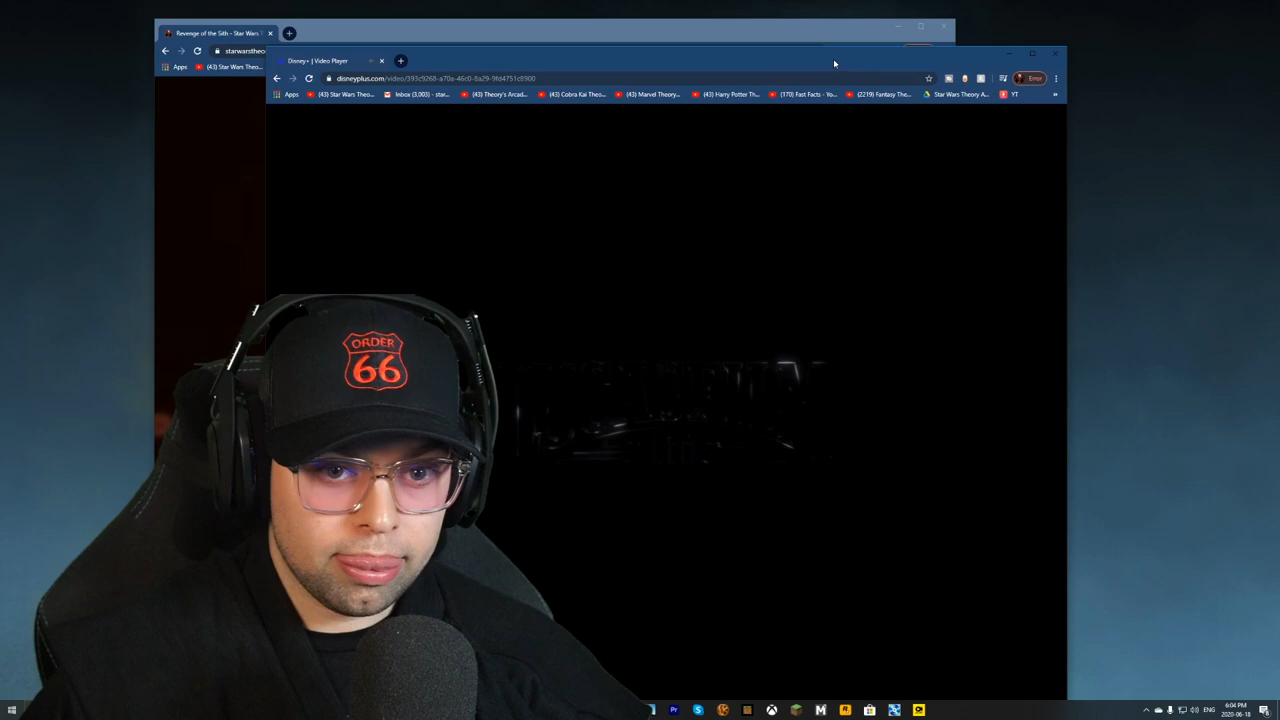 Revenge of the Sith - Star Wars T
starwarstheo
Apps
(43) Star Wars Theo...
Disney+ | Video Player
disneyplus.com/video/393c9268-a70a-46c0-8a29-9fd4751c8900
Error
Apps
(43) Star Wars Theo...
Inbox (3,003) - star...
(43) Theory's Arcad...
(43) Cobra Kai Theo...
(43) Marvel Theory...
(43) Harry Potter Th...
(170) Fast Facts - Yo...
(2219) Fantasy The...
Star Wars Theory A...
YT
»
ORDER
66
Pr
ENG
6:04 PM
2020-06-18